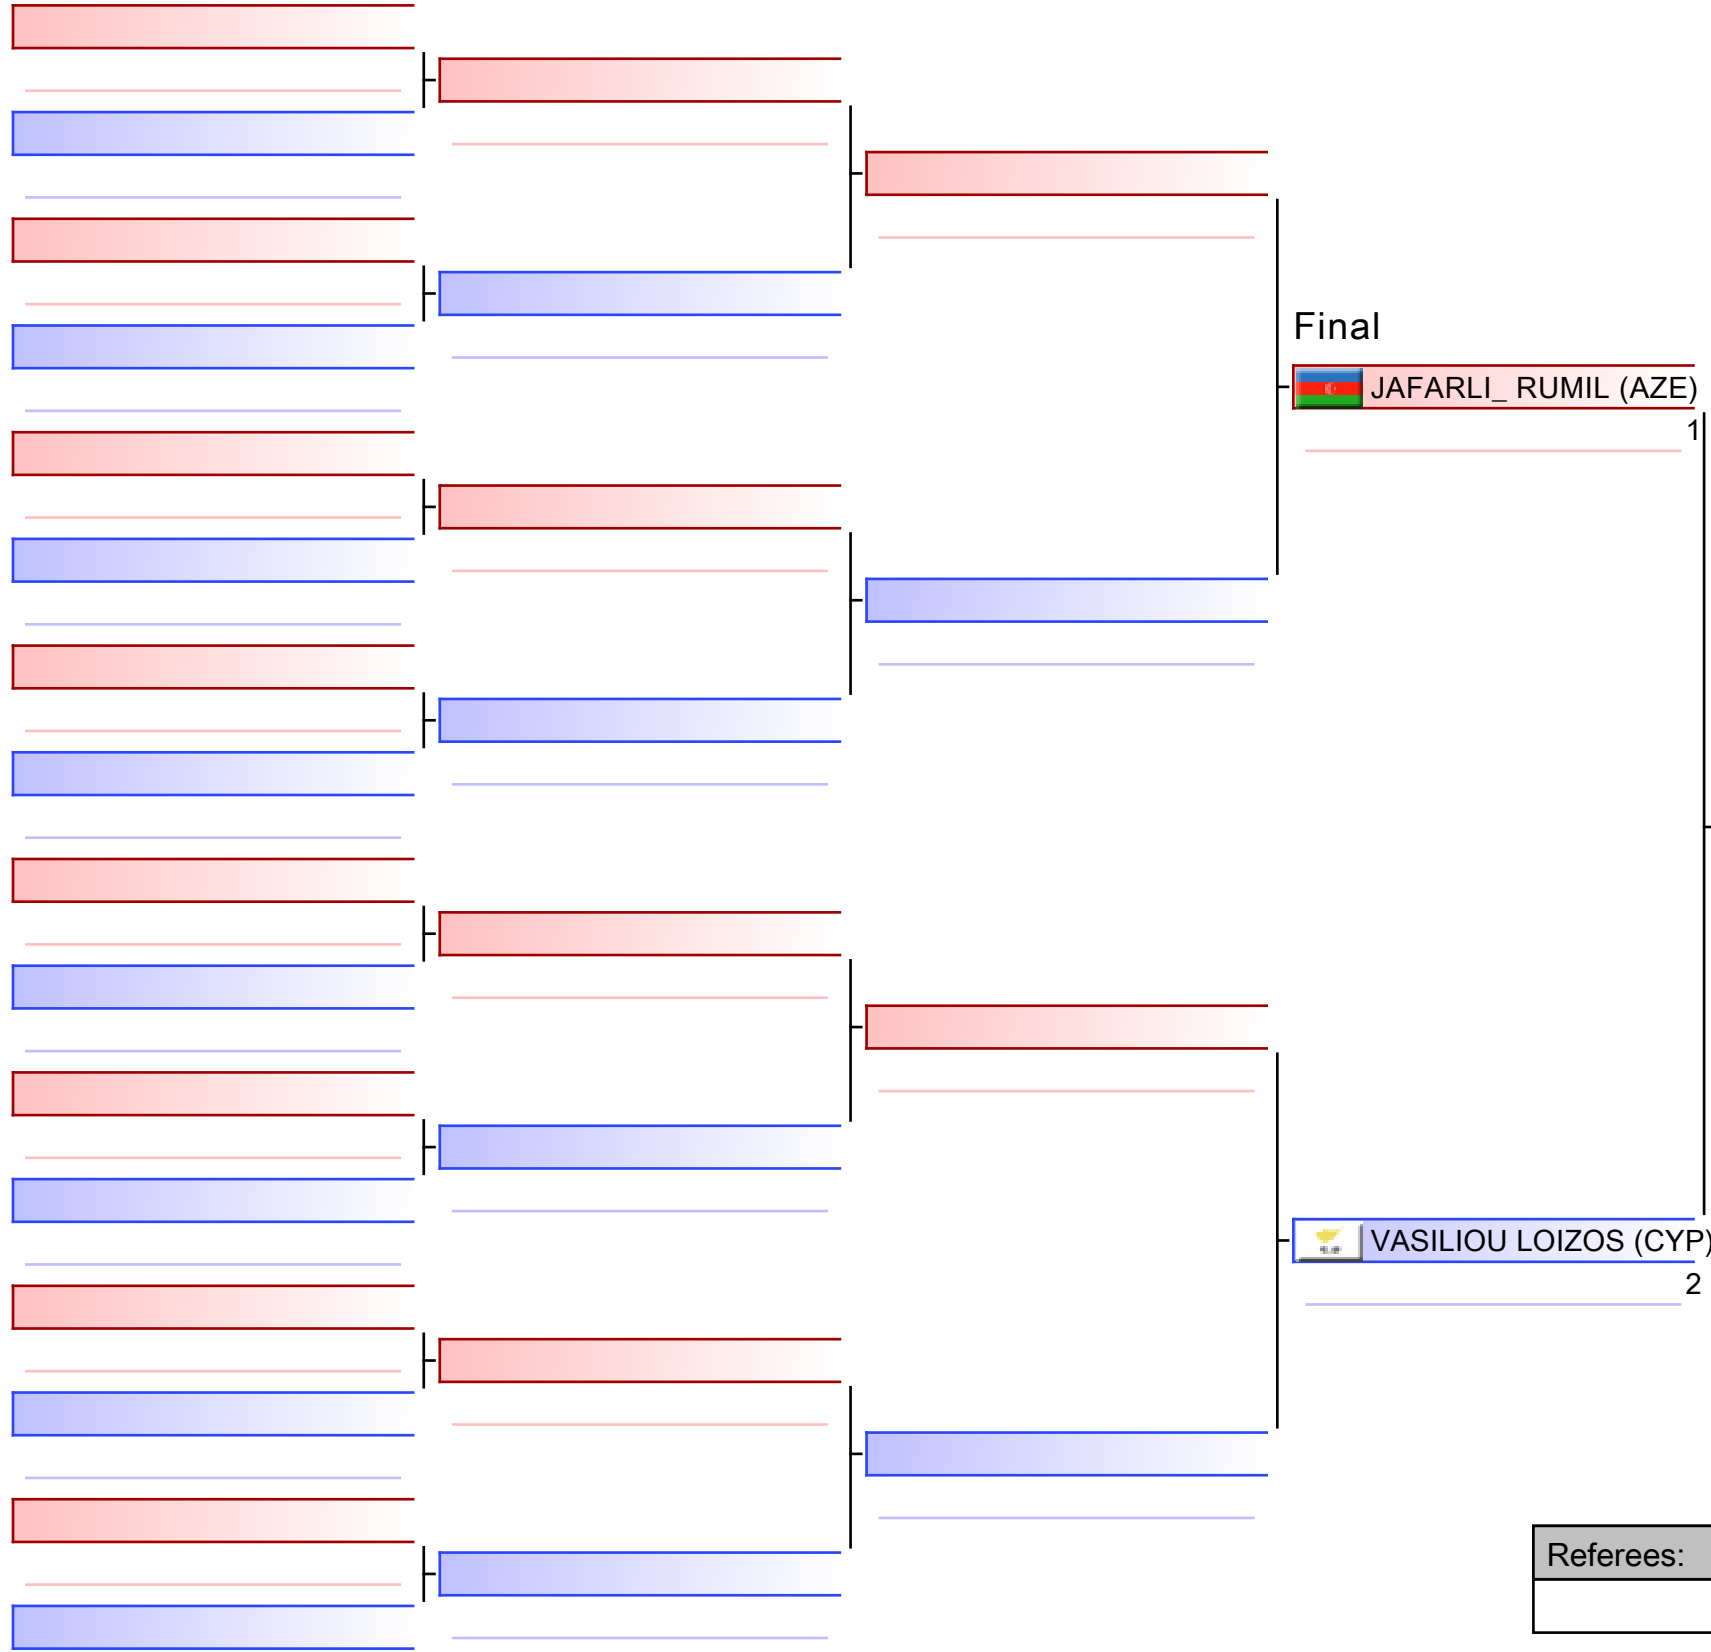 Final
JAFARLI_ RUMIL (AZE)
1
VASILIOU LOIZOS (CYP)
2
Referees: